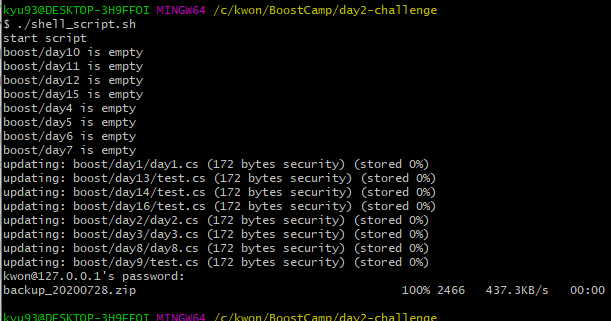 kyu93@DESKTOP-3H9FFOI MINGW64 /c/kwon/BoostCamp/day2-challenge
$ ./shell_script.sh
start script
boost/day10 is empty
boost/day11 is empty
boost/day12 is empty
boost/day15 is empty
boost/day4 is empty
boost/day5 is empty
boost/day6 is empty
boost/day7 is empty
updating: boost/day1/day1.cs (172 bytes security) (stored 0%)
updating: boost/day13/test.cs (172 bytes security) (stored 0%)
updating: boost/day14/test.cs (172 bytes security) (stored 0%)
updating: boost/day16/test.cs (172 bytes security) (stored 0%)
updating: boost/day2/day2.cs (172 bytes security) (stored 0%)
updating: boost/day3/day3.cs (172 bytes security) (stored 0%)
updating: boost/day8/day8.cs (172 bytes security) (stored 0%)
updating: boost/day9/test.cs (172 bytes security) (stored 0%)
kwon@127.0.0.1's password:
backup_20200728.zip 100% 2466 437.3KB/s 00:00
kyu93@DESKTOP-3H9FFOI MINGW64 /c/kwon/BoostCamp/day2-challenge